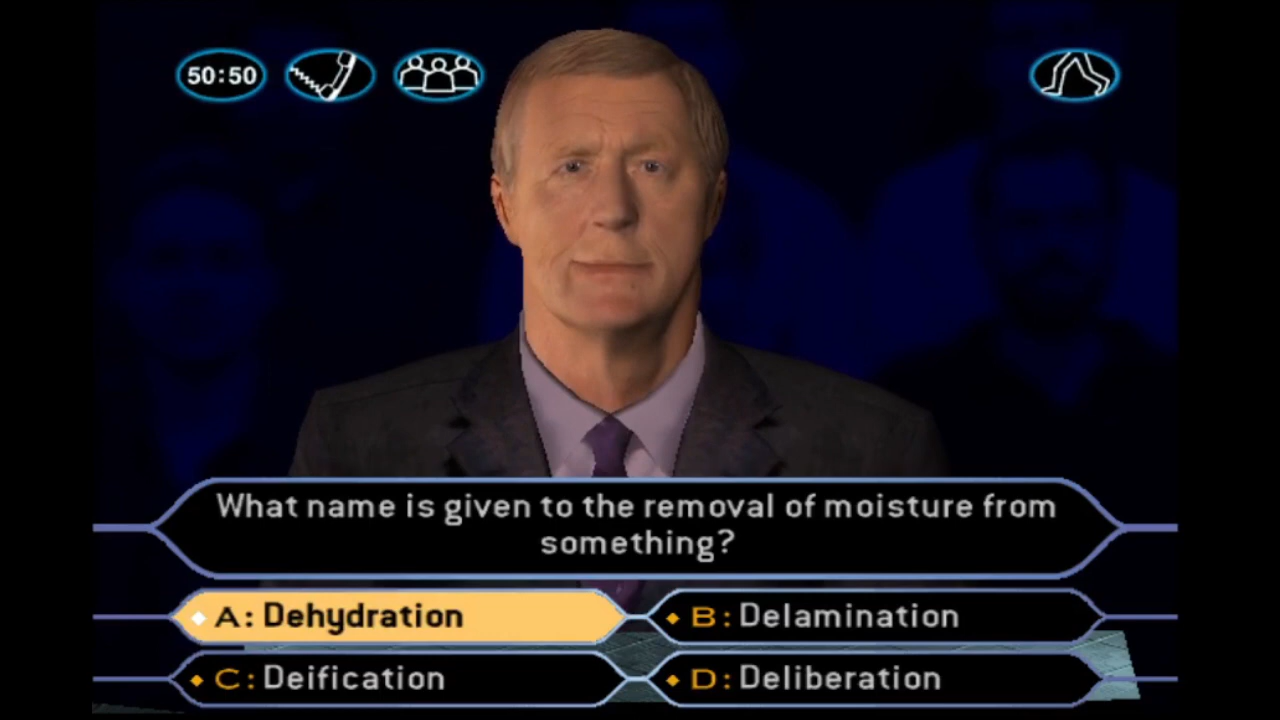 50:50
What name is given to the removal of moisture from
something?
A: Dehydration
B: Delamination
C: Deification
D: Deliberation